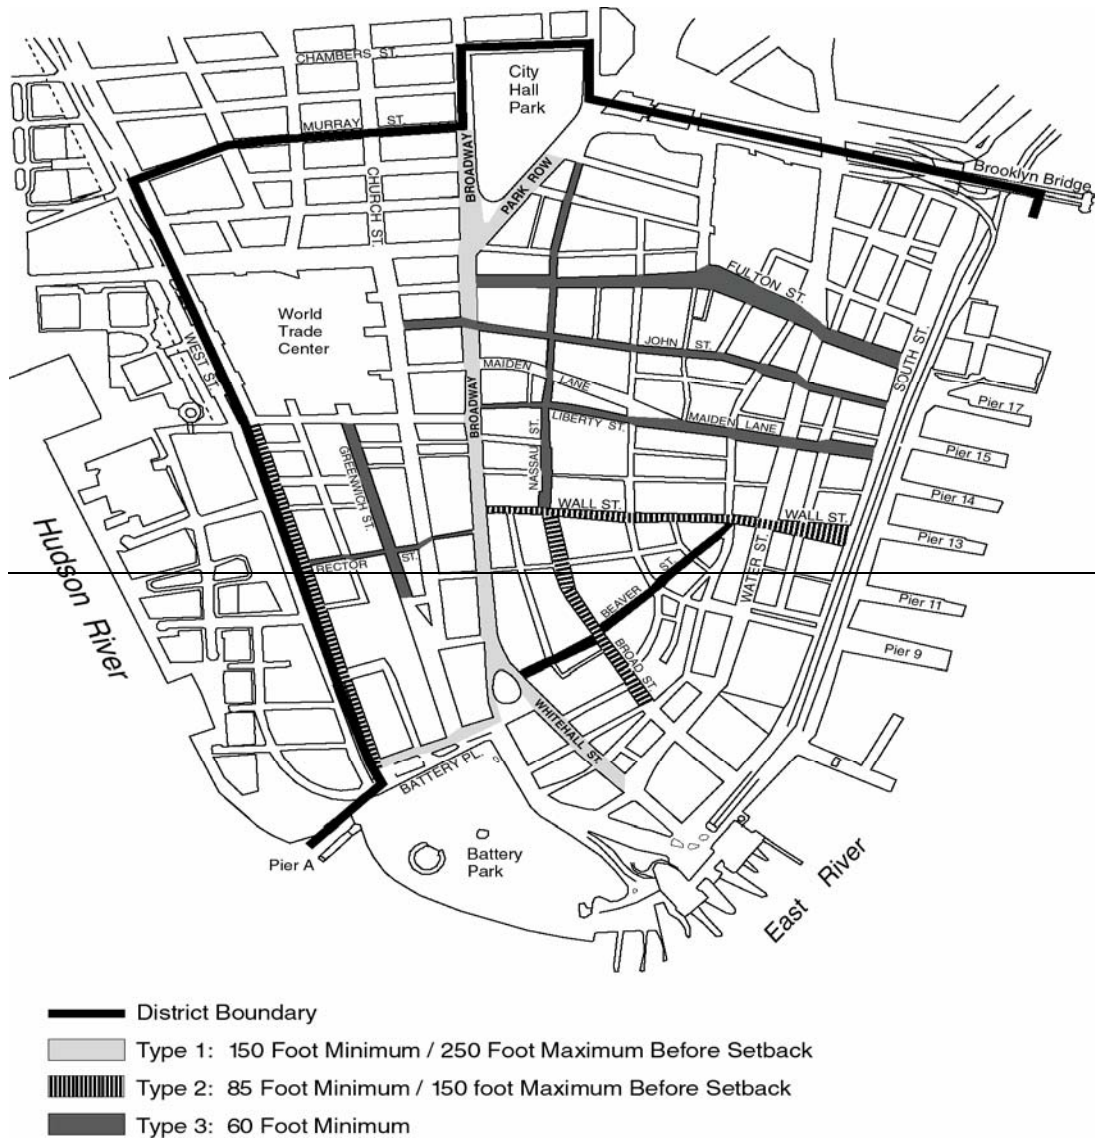 CHAMBERS ST.
City
Hall
Park
MURRAY ST.
BROADWAY
PARK ROW
CHURCH ST.
Brooklyn Bridge
FULTON ST.
World
Trade
Center
WEST ST.
JOHN ST.
SOUTH ST.
MAIDEN LANE
BROADWAY
Pier 17
LIBERTY ST.
MAIDEN LANE
GREENWICH ST.
NASSAU ST.
Pier 15
Pier 14
WALL ST.
WALL ST.
Pier 13
Hudson River
RECTOR ST.
WATER ST.
BEAVER ST.
Pier 11
BROAD ST.
Pier 9
WHITEHALL ST.
BATTERY PL.
Pier A
Battery
Park
East River
District Boundary
Type 1: 150 Foot Minimum / 250 Foot Maximum Before Setback
Type 2: 85 Foot Minimum / 150 foot Maximum Before Setback
Type 3: 60 Foot Minimum